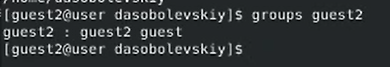 [guest2@user dasobolevskiy]$ groups guest2
guest2 : guest2 guest
[guest2@user dasobolevskiy]$